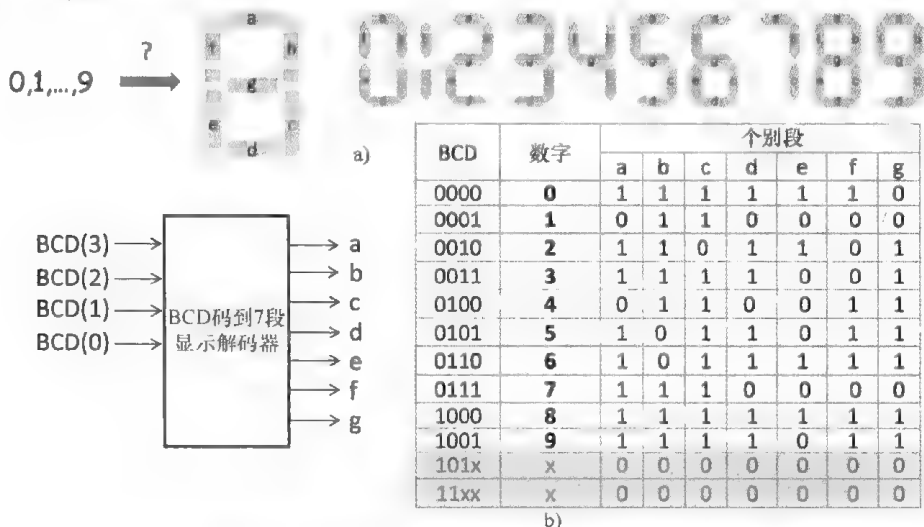 a
?
f b
0,1,...,9
g
e c
d
a)
个别段
BCD 数字 a b c d e f g
0000 0 1 1 1 1 1 1 0
0001 1 0 1 1 0 0 0 0
0010 2 1 1 0 1 1 0 1
0011 3 1 1 1 1 0 0 1
0100 4 0 1 1 0 0 1 1
0101 5 1 0 1 1 0 1 1
0110 6 1 0 1 1 1 1 1
0111 7 1 1 1 0 0 0 0
1000 8 1 1 1 1 1 1 1
1001 9 1 1 1 1 0 1 1
101x x 0 0 0 0 0 0 0
11xx x 0 0 0 0 0 0 0
b)
BCD(3)
BCD(2)
BCD(1)
BCD(0)
BCD码到7段
显示解码器
a
b
c
d
e
f
g